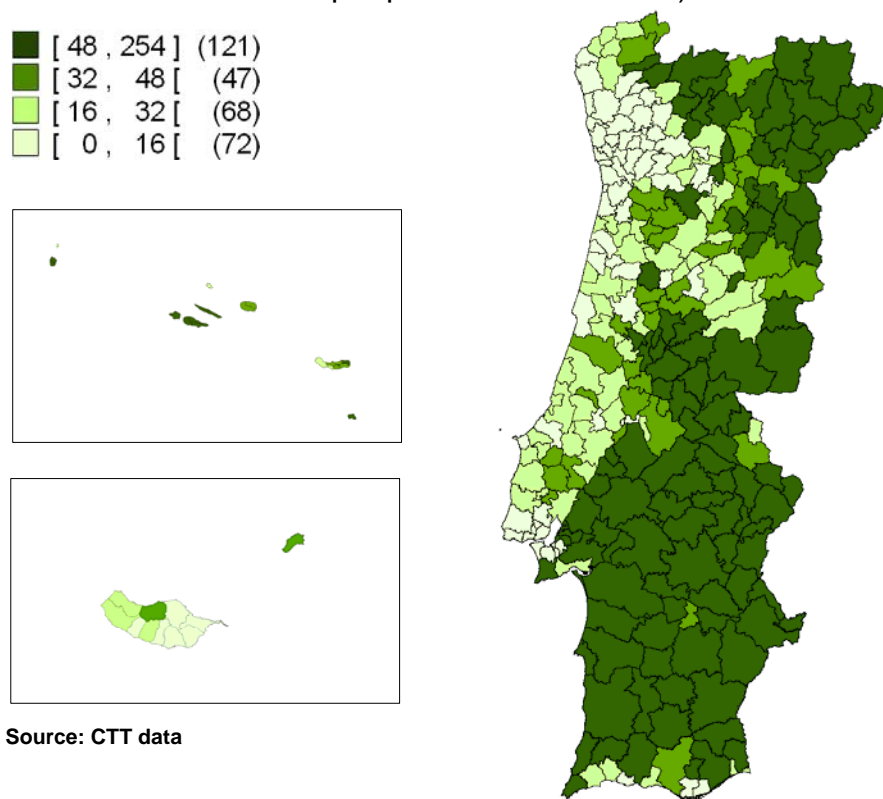 [ 48 , 254 ] (121)
[ 32 , 48 [ (47)
[ 16 , 32 [ (68)
[ 0 , 16 [ (72)
Source: CTT data